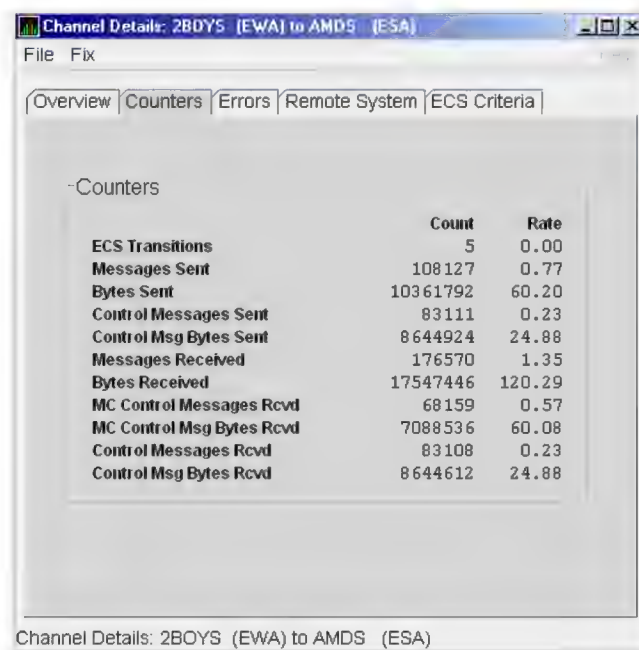 Channel Details: 2BOYS (EWA) to AMDS (ESA)
File Fix
Overview Counters Errors Remote System ECS Criteria
Counters
Count Rate
ECS Transitions 5 0.00
Messages Sent 108127 0.77
Bytes Sent 10361792 60.20
Control Messages Sent 83111 0.23
Control Msg Bytes Sent 8644924 24.88
Messages Received 176570 1.35
Bytes Received 17547446 120.29
MC Control Messages Rcvd 68159 0.57
MC Control Msg Bytes Rcvd 7088536 60.08
Control Messages Rcvd 83108 0.23
Control Msg Bytes Rcvd 8644612 24.88
Channel Details: 2BOYS (EWA) to AMDS (ESA)